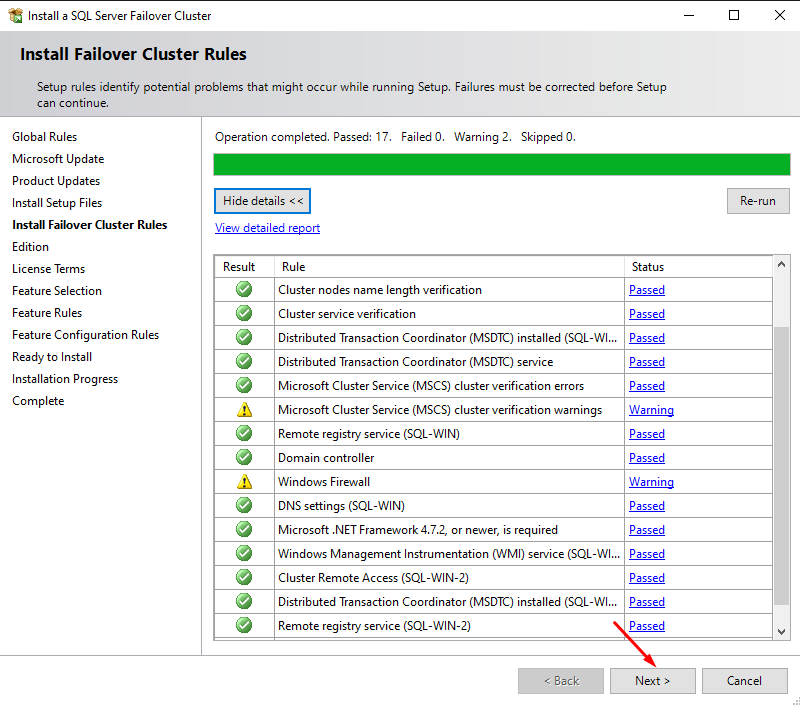 Install a SQL Server Failover Cluster
Install Failover Cluster Rules
Setup rules identify potential problems that might occur while running Setup. Failures must be corrected before Setup
can continue.
Global Rules
Microsoft Update
Product Updates
Install Setup Files
Install Failover Cluster Rules
Edition
License Terms
Feature Selection
Feature Rules
Feature Configuration Rules
Ready to Install
Installation Progress
Complete
Operation completed. Passed: 17.   Failed 0.   Warning 2.   Skipped 0.
Hide details <<
Re-run
View detailed report
Result Rule Status
Cluster nodes name length verification Passed
Cluster service verification Passed
Distributed Transaction Coordinator (MSDTC) installed (SQL-WI... Passed
Distributed Transaction Coordinator (MSDTC) service Passed
Microsoft Cluster Service (MSCS) cluster verification errors Passed
Microsoft Cluster Service (MSCS) cluster verification warnings Warning
Remote registry service (SQL-WIN) Passed
Domain controller Passed
Windows Firewall Warning
DNS settings (SQL-WIN) Passed
Microsoft .NET Framework 4.7.2, or newer, is required Passed
Windows Management Instrumentation (WMI) service (SQL-WI... Passed
Cluster Remote Access (SQL-WIN-2) Passed
Distributed Transaction Coordinator (MSDTC) installed (SQL-WI... Passed
Remote registry service (SQL-WIN-2) Passed
< Back Next > Cancel